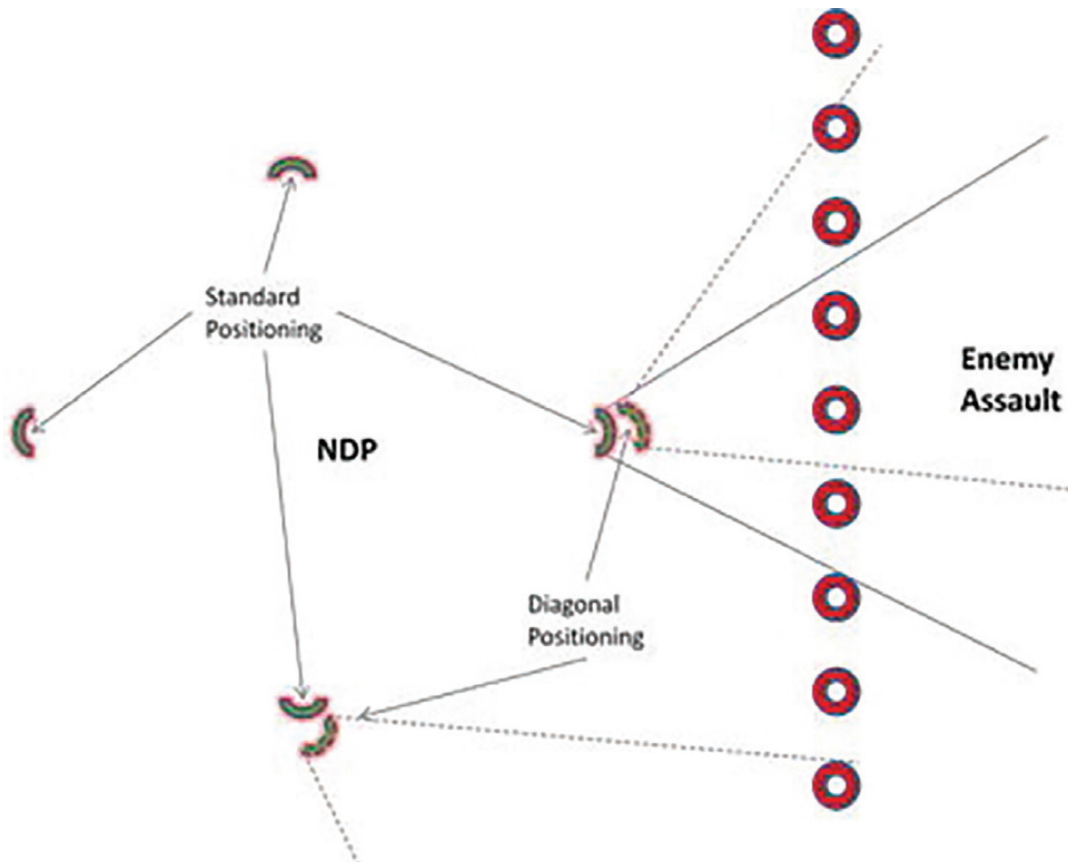 Standard
Positioning
Enemy
Assault
NDP
Diagonal
Positioning